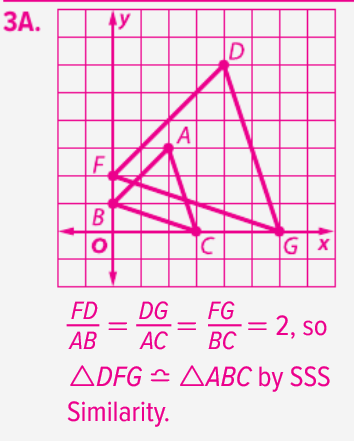 3A.
y
D
A
F
B
O
C
G
x
FD/AB = DG/AC = FG/BC = 2, so
△DFG ≏ △ABC by SSS
Similarity.